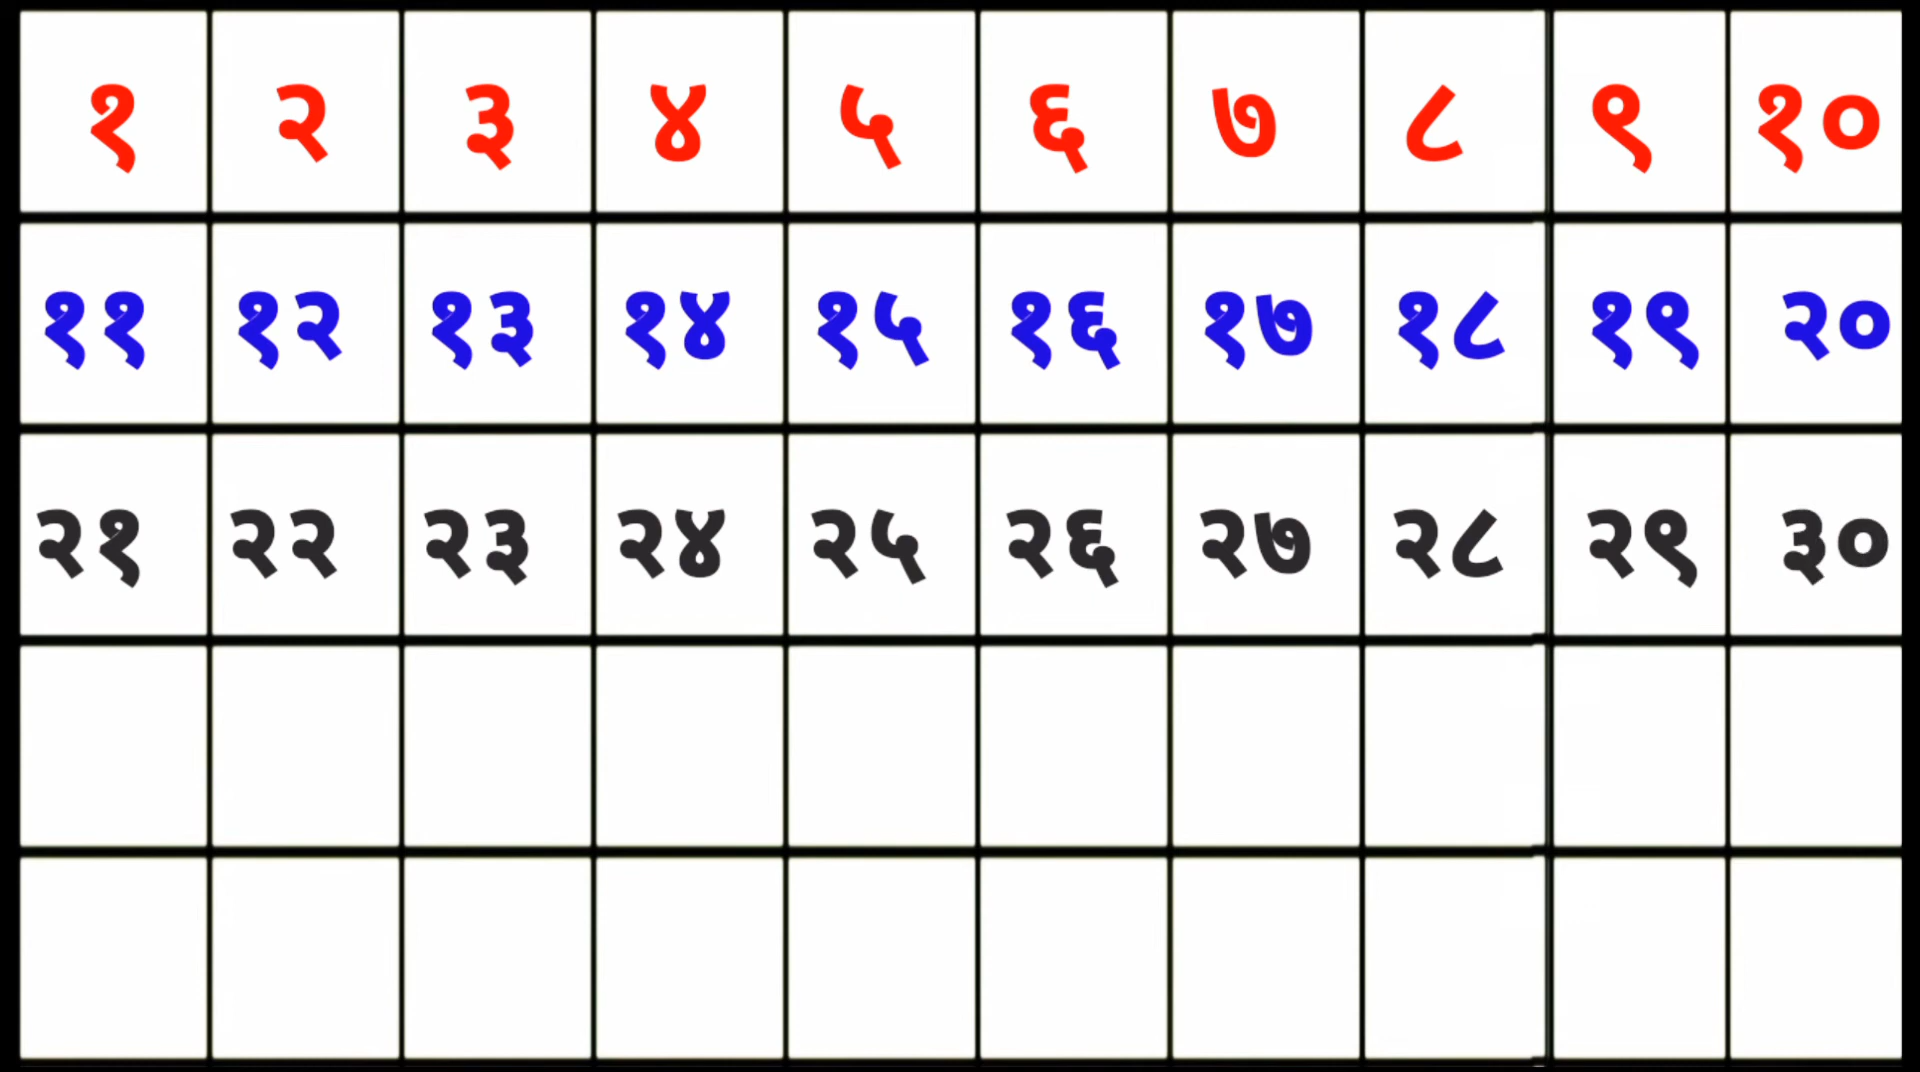 १ २ ३ ४ ५ ६ ७ ८ ९ १०
११ १२ १३ १४ १५ १६ १७ १८ १९ २०
२१ २२ २३ २४ २५ २६ २७ २८ २९ ३०